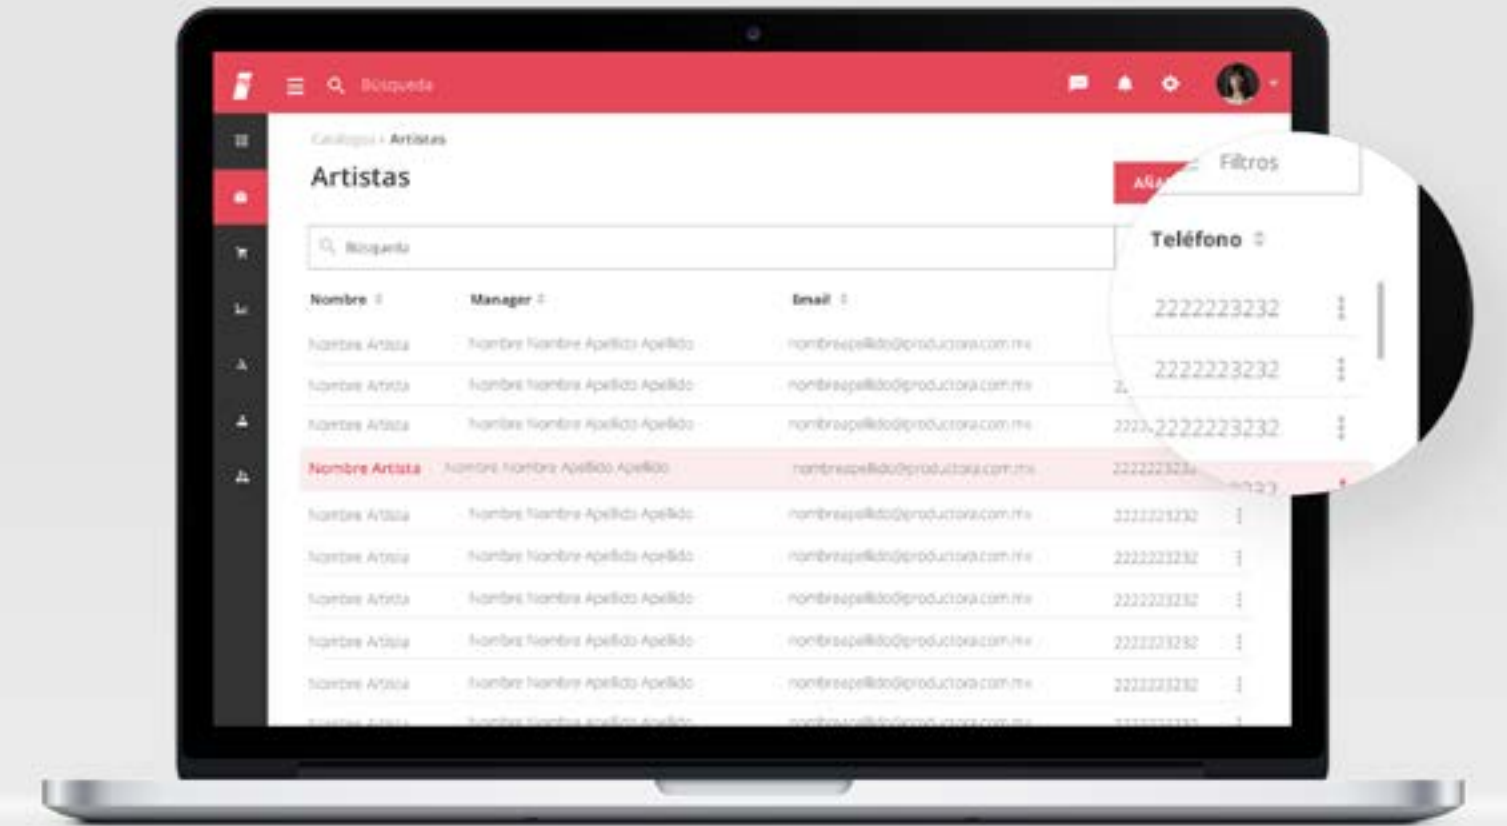 Búsqueda
Catálogos > Artistas
Artistas
Aña
Filtros
Búsqueda
Nombre Manager Email Teléfono
Nombre Artista Nombre Nombre Apellido Apellido nombreapellido@productora.com.mx 2222223232
Nombre Artista Nombre Nombre Apellido Apellido nombreapellido@productora.com.mx 2222223232
Nombre Artista Nombre Nombre Apellido Apellido nombreapellido@productora.com.mx 2222223232
Nombre Artista Nombre Nombre Apellido Apellido nombreapellido@productora.com.mx 2222223232
Nombre Artista Nombre Nombre Apellido Apellido nombreapellido@productora.com.mx 2222223232
Nombre Artista Nombre Nombre Apellido Apellido nombreapellido@productora.com.mx 2222223232
Nombre Artista Nombre Nombre Apellido Apellido nombreapellido@productora.com.mx 2222223232
Nombre Artista Nombre Nombre Apellido Apellido nombreapellido@productora.com.mx 2222223232
Nombre Artista Nombre Nombre Apellido Apellido nombreapellido@productora.com.mx 2222223232